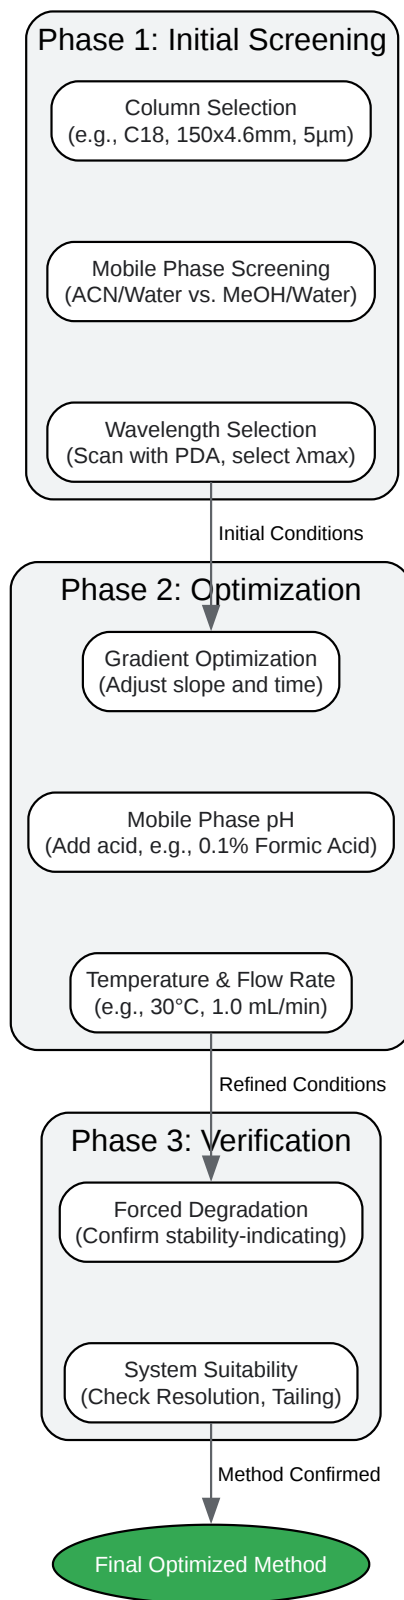 Phase 1: Initial Screening
Column Selection
(e.g., C18, 150x4.6mm, 5µm)
Mobile Phase Screening
(ACN/Water vs. MeOH/Water)
Wavelength Selection
(Scan with PDA, select λmax)
Initial Conditions
Phase 2: Optimization
Gradient Optimization
(Adjust slope and time)
Mobile Phase pH
(Add acid, e.g., 0.1% Formic Acid)
Temperature & Flow Rate
(e.g., 30°C, 1.0 mL/min)
Refined Conditions
Phase 3: Verification
Forced Degradation
(Confirm stability-indicating)
System Suitability
(Check Resolution, Tailing)
Method Confirmed
Final Optimized Method